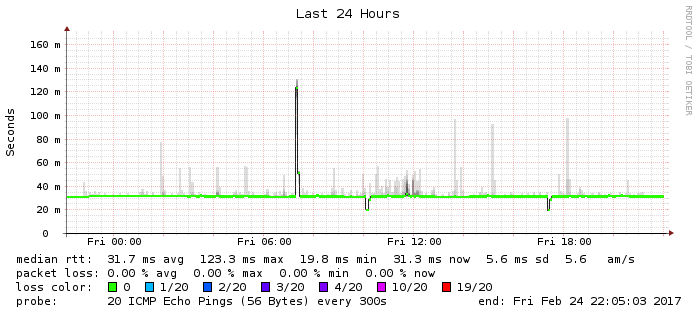 Last 24 Hours
RRDTOOL / TOBI OETIKER
Seconds
160 m
140 m
120 m
100 m
80 m
60 m
40 m
20 m
0
Fri 00:00 Fri 06:00 Fri 12:00 Fri 18:00
median rtt: 31.7 ms avg 123.3 ms max 19.8 ms min 31.3 ms now 5.6 ms sd 5.6 am/s
packet loss: 0.00 % avg 0.00 % max 0.00 % min 0.00 % now
loss color: 0 1/20 2/20 3/20 4/20 10/20 19/20
probe: 20 ICMP Echo Pings (56 Bytes) every 300s end: Fri Feb 24 22:05:03 2017